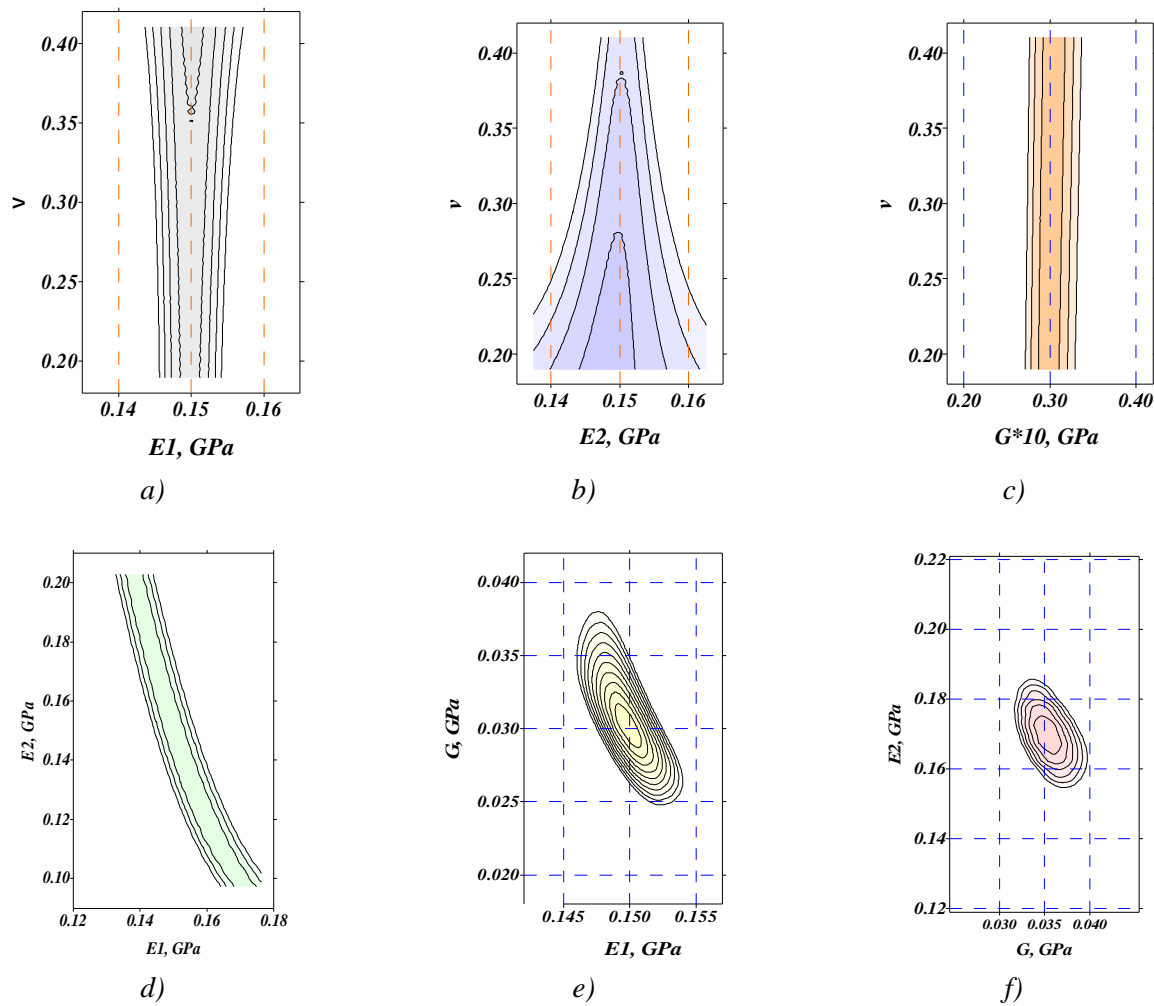 0.40
0.35
0.30
0.25
0.20
ν
0.14 0.15 0.16
E1, GPa
a)
0.40
0.35
0.30
0.25
0.20
ν
0.14 0.15 0.16
E2, GPa
b)
0.40
0.35
0.30
0.25
0.20
ν
0.20 0.30 0.40
G*10, GPa
c)
0.20
0.18
0.16
0.14
0.12
0.10
E2, GPa
0.12 0.14 0.16 0.18
E1, GPa
d)
0.040
0.035
0.030
0.025
0.020
G, GPa
0.145 0.150 0.155
E1, GPa
e)
0.22
0.20
0.18
0.16
0.14
0.12
E2, GPa
0.030 0.035 0.040
G, GPa
f)